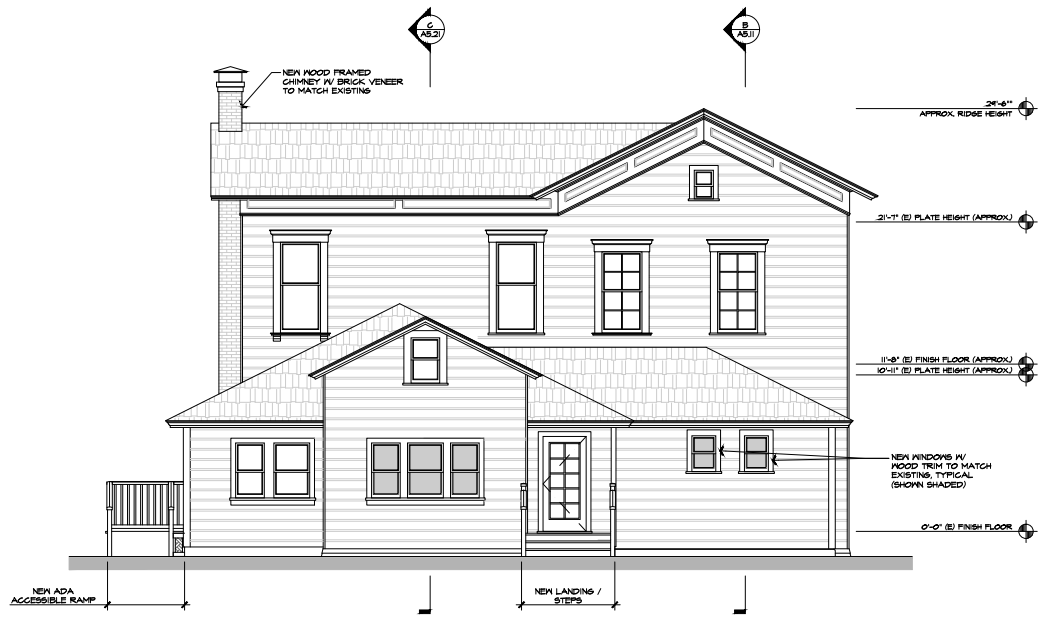 C
A5.21
B
A5.11
NEW WOOD FRAMED
CHIMNEY W/ BRICK VENEER
TO MATCH EXISTING
29'-6"
APPROX. RIDGE HEIGHT
21'-7" (E) PLATE HEIGHT (APPROX.)
11'-8" (E) FINISH FLOOR (APPROX.)
10'-11" (E) PLATE HEIGHT (APPROX.)
NEW WINDOWS W/
WOOD TRIM TO MATCH
EXISTING, TYPICAL
(SHOWN SHADED)
0'-0" (E) FINISH FLOOR
NEW ADA
ACCESSIBLE RAMP
NEW LANDING /
STEPS